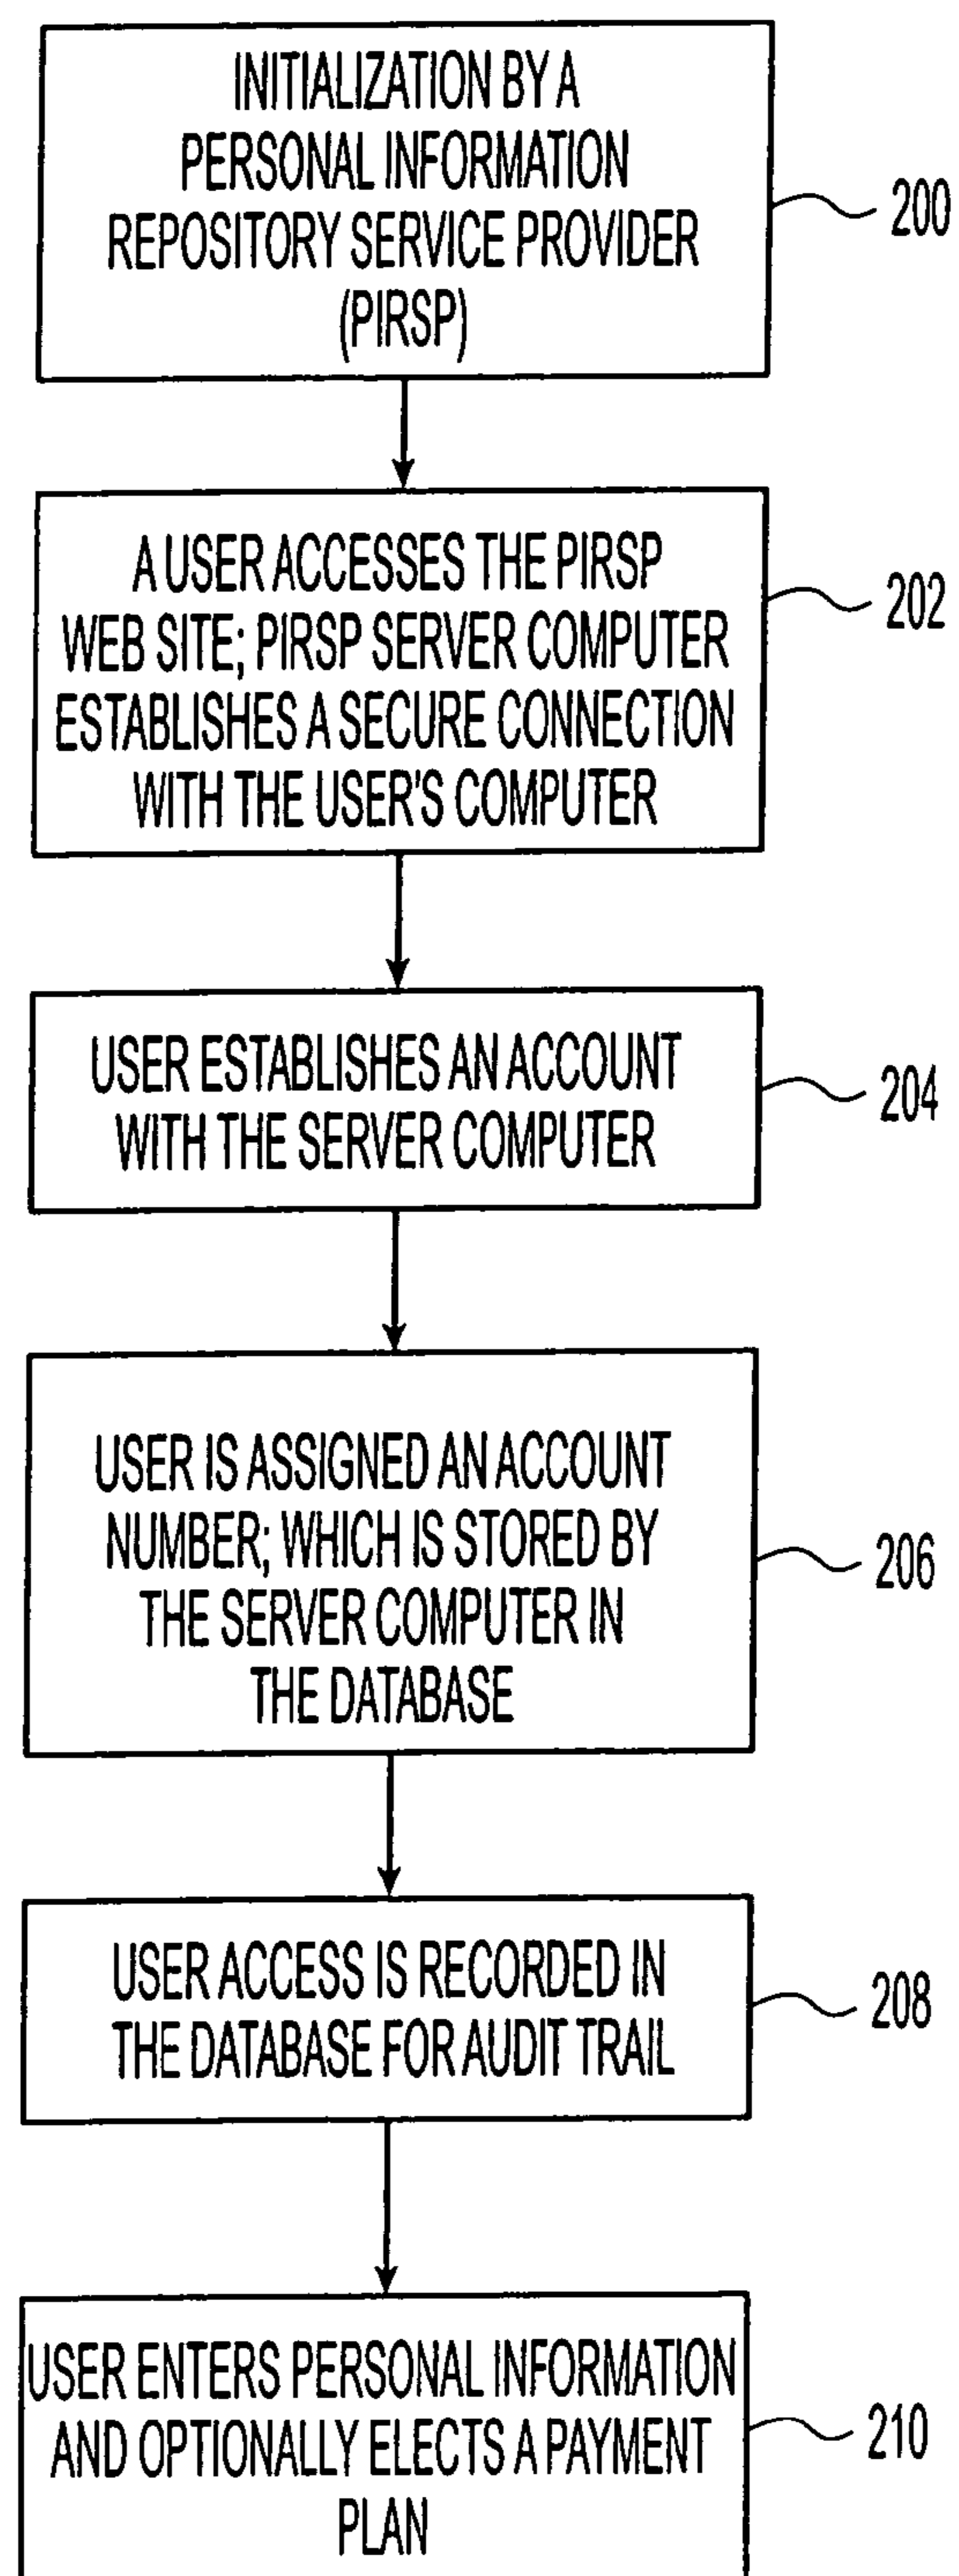 INITIALIZATION BY A
PERSONAL INFORMATION
REPOSITORY SERVICE PROVIDER
(PIRSP)
200
A USER ACCESSES THE PIRSP
WEB SITE; PIRSP SERVER COMPUTER
ESTABLISHES A SECURE CONNECTION
WITH THE USER'S COMPUTER
202
USER ESTABLISHES AN ACCOUNT
WITH THE SERVER COMPUTER
204
USER IS ASSIGNED AN ACCOUNT
NUMBER; WHICH IS STORED BY
THE SERVER COMPUTER IN
THE DATABASE
206
USER ACCESS IS RECORDED IN
THE DATABASE FOR AUDIT TRAIL
208
USER ENTERS PERSONAL INFORMATION
AND OPTIONALLY ELECTS A PAYMENT
PLAN
210